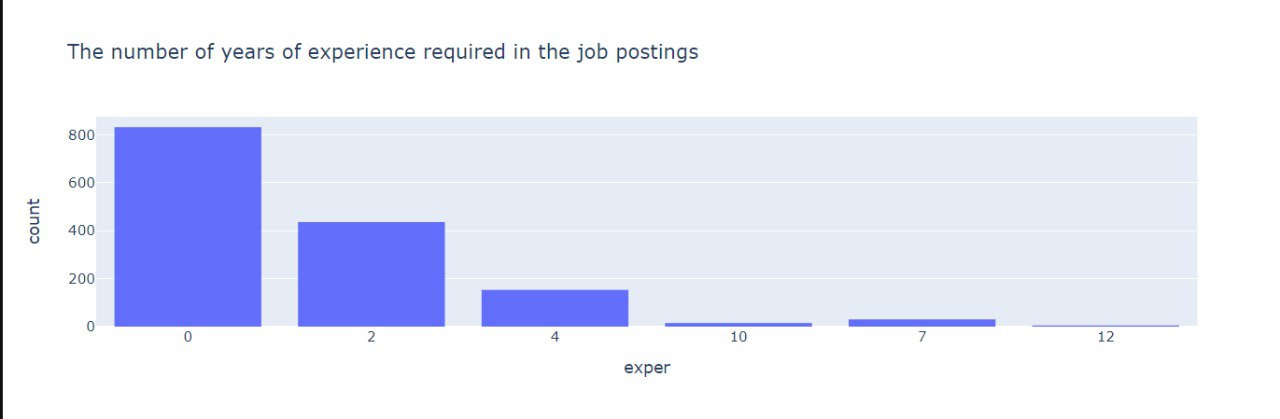 The number of years of experience required in the job postings
800
600
400
200
0
count
0 2 4 10 7 12
exper